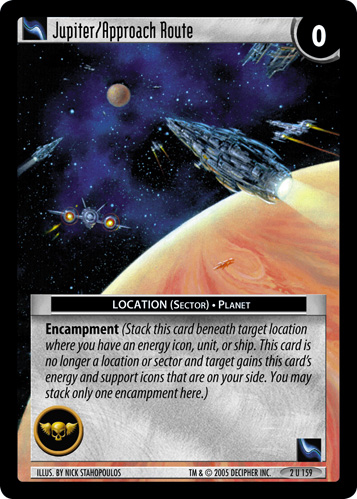 Jupiter/Approach Route
0
LOCATION (SECTOR) • PLANET
Encampment (Stack this card beneath target location
where you have an energy icon, unit, or ship. This card is
no longer a location or sector and target gains this card's
energy and support icons that are on your side. You may
stack only one encampment here.)
ILLUS. BY NICK STAHOPOULOS
TM & © 2005 DECIPHER INC.
2 U 159